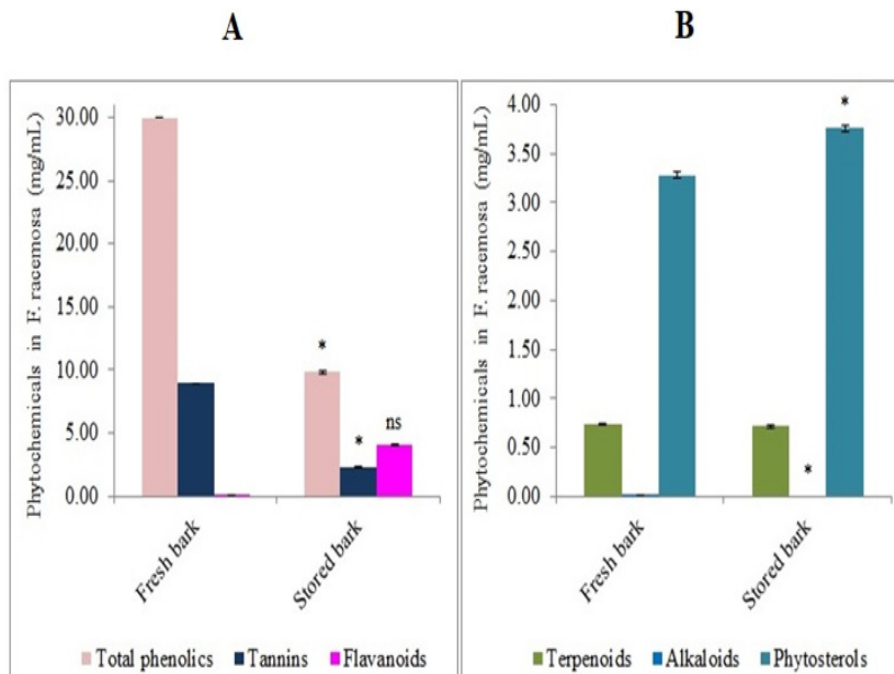 A
B
Phytochemicals in F. racemosa (mg/mL)
30.00
25.00
20.00
15.00
10.00
5.00
0.00
*
*
ns
Fresh bark
Stored bark
Total phenolics Tannins Flavanoids
Phytochemicals in F. racemosa (mg/mL)
4.00
3.50
3.00
2.50
2.00
1.50
1.00
0.50
0.00
*
*
Fresh bark
Stored bark
Terpenoids Alkaloids Phytosterols